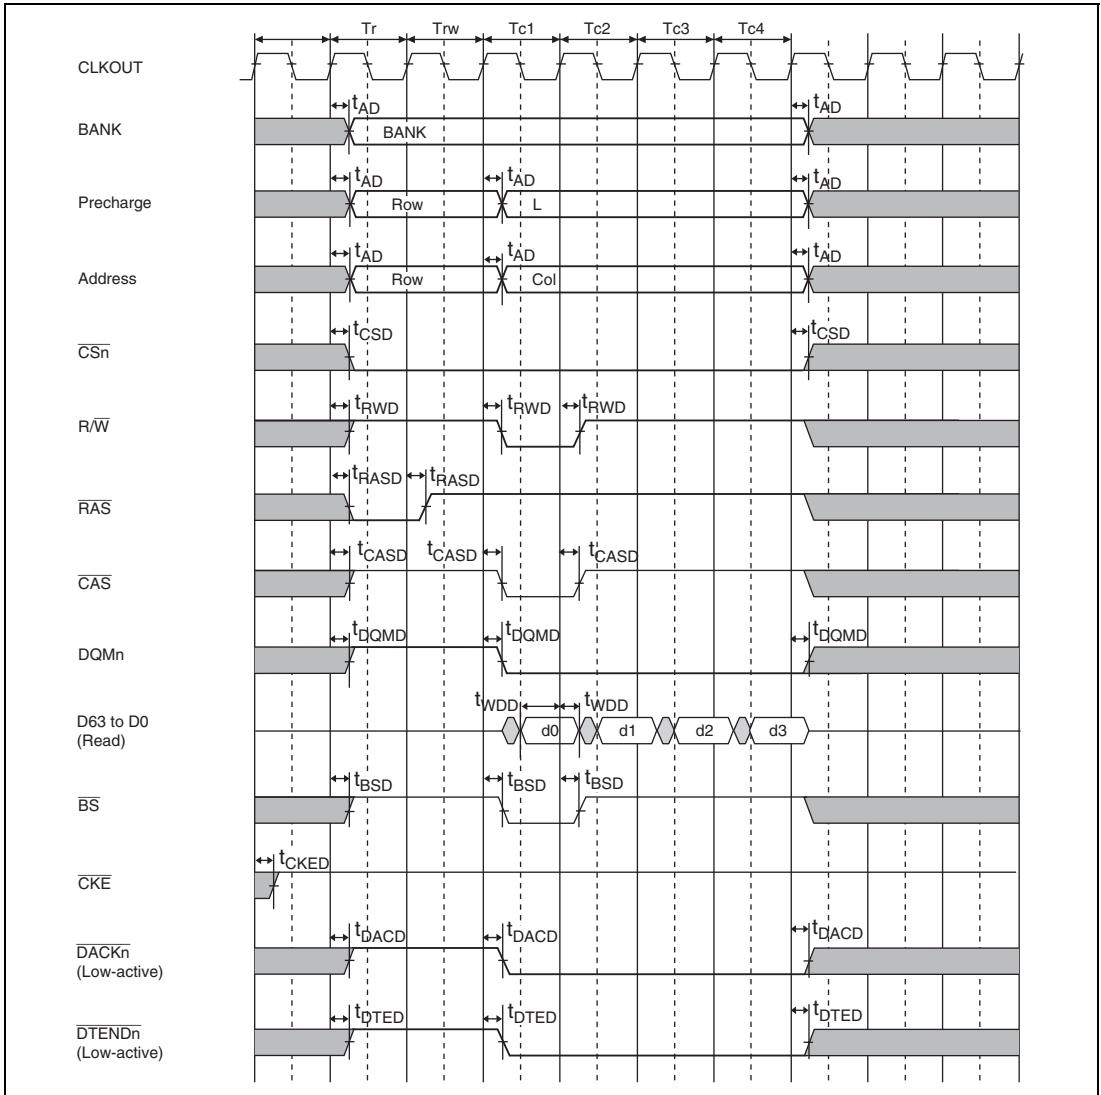 Tr Trw Tc1 Tc2 Tc3 Tc4
CLKOUT
tAD tAD
BANK BANK
tAD tAD tAD
Precharge Row L
tAD tAD tAD
Address Row Col
tCSD tCSD
CSn
tRWD tRWD tRWD
R/W
tRASD tRASD
RAS
tCASD tCASD tCASD
CAS
tDQMD tDQMD tDQMD
DQMn
tWDD tWDD
D63 to D0
(Read)
d0 d1 d2 d3
tBSD tBSD tBSD
BS
tCKED
CKE
tDACD tDACD tDACD
DACKn
(Low-active)
tDTED tDTED tDTED
DTENDn
(Low-active)